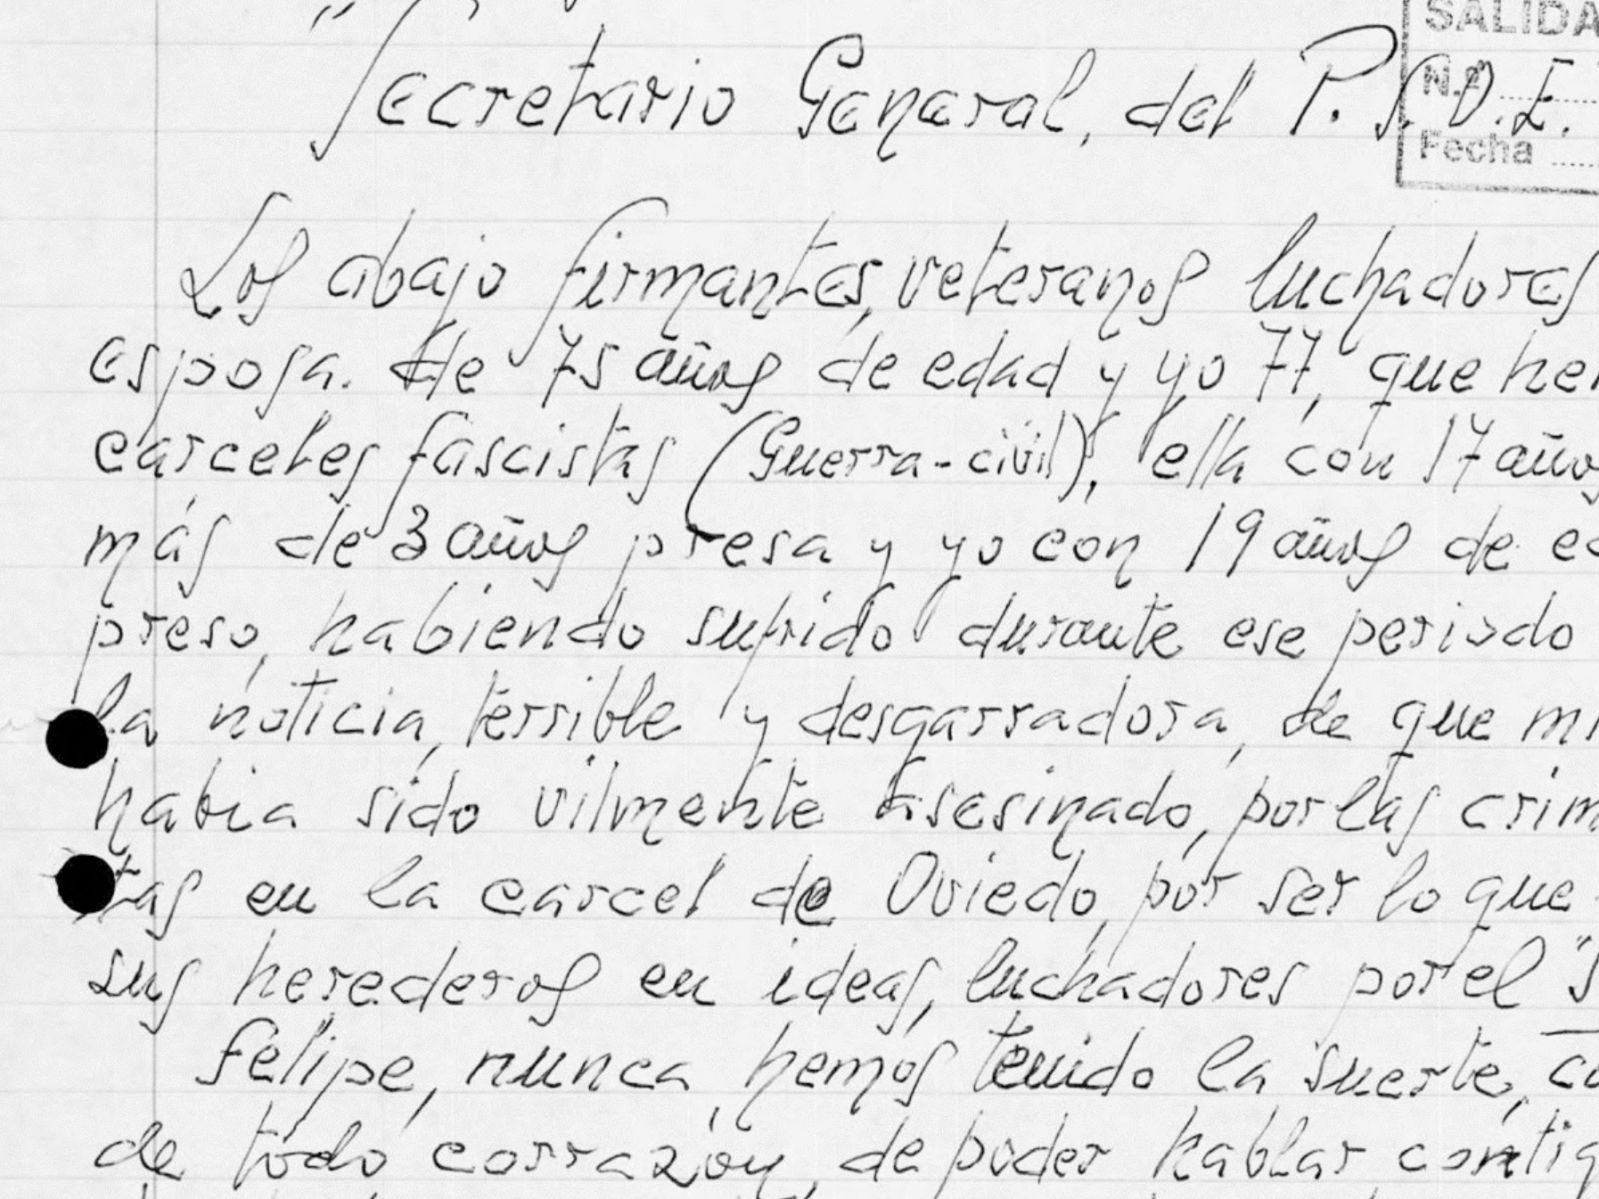 SALIDA
N.º
Fecha
Secretario General, del P.S.O.E.
Los abajo firmantes, veteranos luchadores
esposa. de 75 años de edad y yo 77, que he
carceles fascistas (Guerra-civil), ella con 17 años
más de 3 años presa y yo con 19 años de e
preso, habiendo sufrido durante ese periodo
la noticia, terrible y desgarradora, de que mi
habia sido vilmente asesinado, por las crim
tas en la carcel de Oviedo, por ser lo que
sus herederos en ideas, luchadores por el "S
Felipe, nunca hemos tenido la suerte, co
de todo corrazón, de poder hablar contig